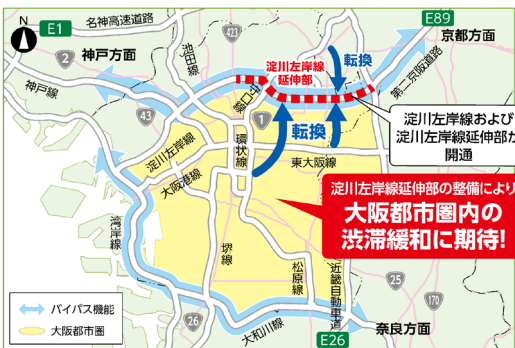 E1
名神高速道路
E89
N
423
京都方面
神戸方面
2
池田線
淀川左岸線
延伸部
転換
第二京阪道路
神戸線
守口線
43
1
転換
淀川左岸線および
淀川左岸線延伸部が
開通
淀川左岸線
環状線
東大阪線
大阪港線
淀川左岸線延伸部の整備により
大阪都市圏内の
渋滞緩和に期待!
湾岸線
堺線
松原線
近畿自動車道
25
170
バイパス機能
大阪都市圏
26
大和川線
奈良方面
E26